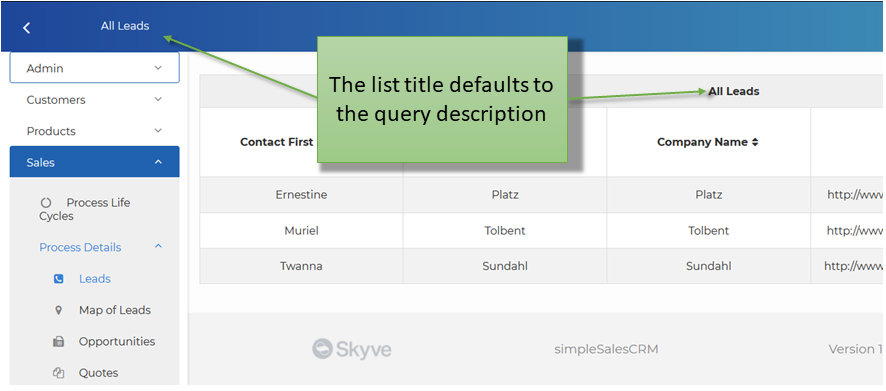 All Leads
Admin
Customers
Products
Sales
Process Life
Cycles
Process Details
Leads
Map of Leads
Opportunities
Quotes
The list title defaults to
the query description
All Leads
Contact First
Company Name
Ernestine Platz Platz http://www
Muriel Tolbent Tolbent http://www
Twanna Sundahl Sundahl http://www
Skyve simpleSalesCRM Version 1